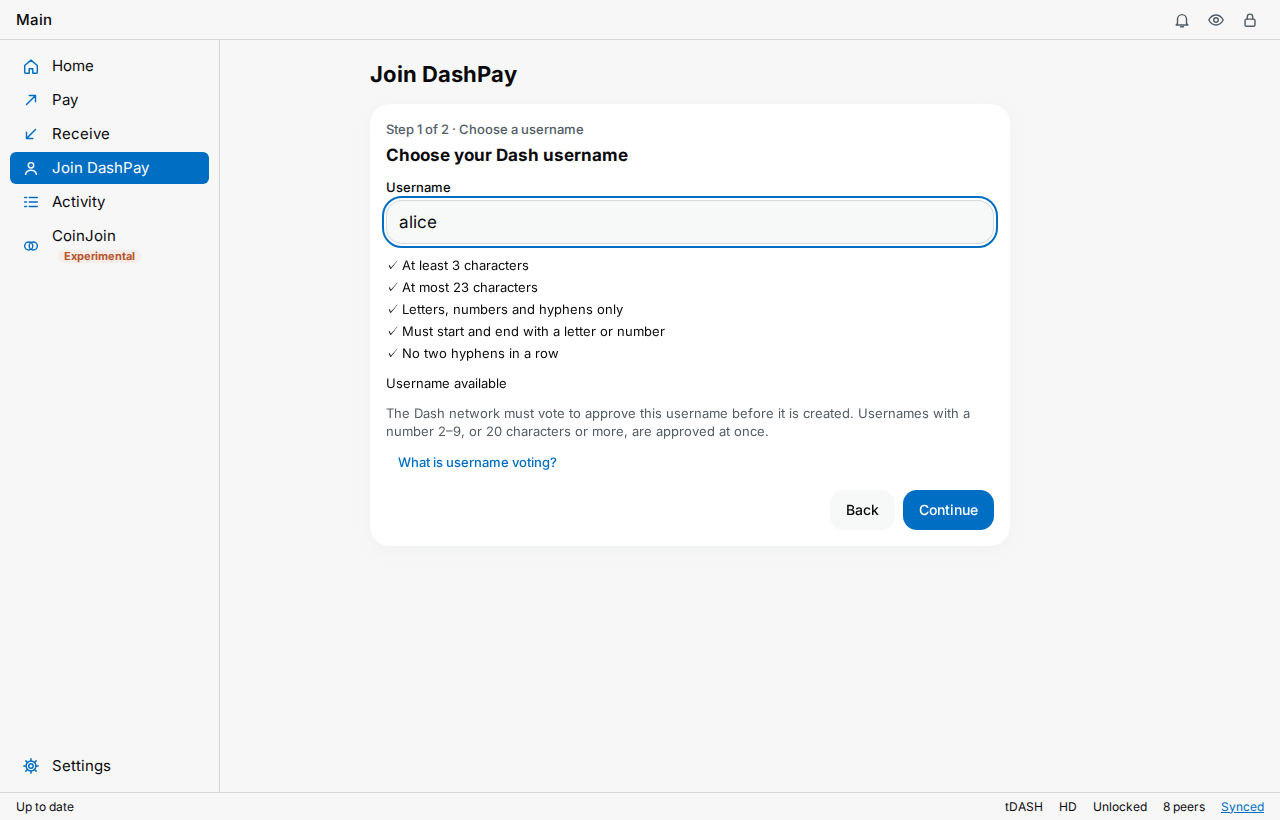 Main
Home
Pay
Receive
Join DashPay
Activity
CoinJoin
Experimental
Settings
Join DashPay
Step 1 of 2 · Choose a username
Choose your Dash username
Username
alice
✓ At least 3 characters
✓ At most 23 characters
✓ Letters, numbers and hyphens only
✓ Must start and end with a letter or number
✓ No two hyphens in a row
Username available
The Dash network must vote to approve this username before it is created. Usernames with a
number 2–9, or 20 characters or more, are approved at once.
What is username voting?
Back Continue
Up to date
tDASH HD Unlocked 8 peers Synced